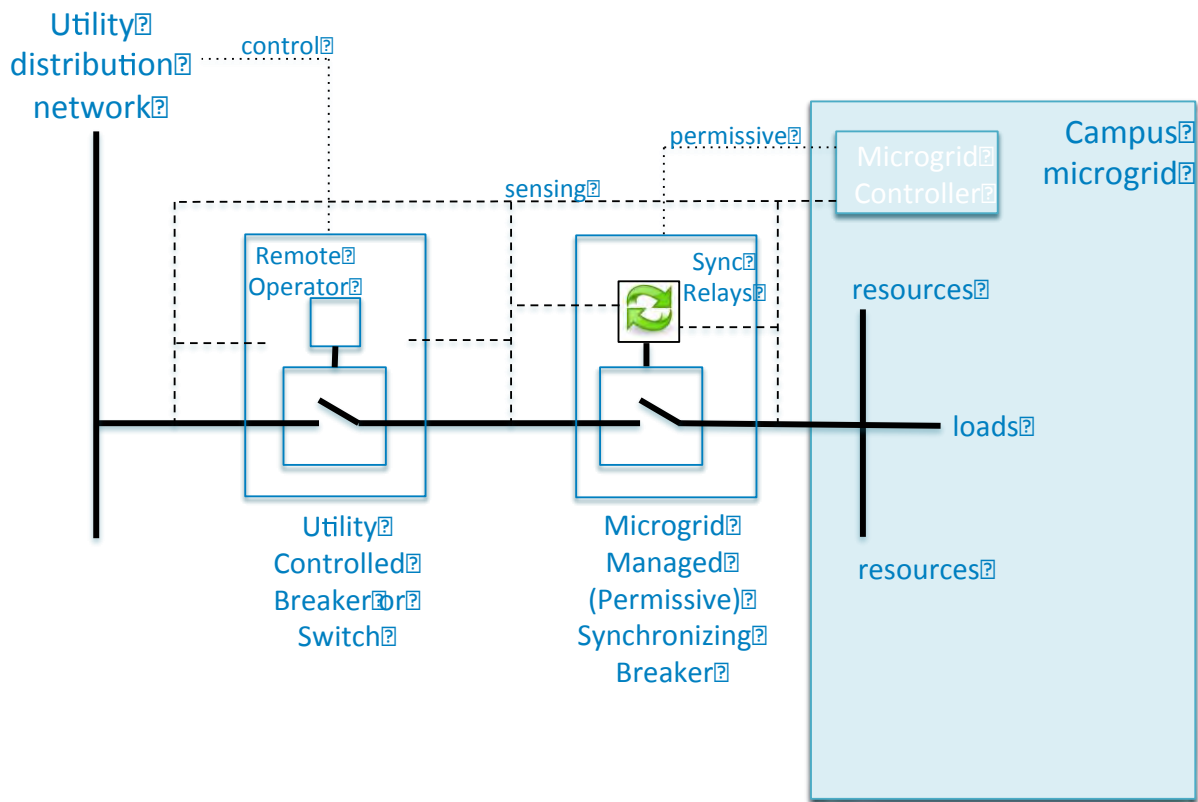 Utility
distribution
network
control
permissive
sensing
Campus
microgrid
Microgrid
Controller
Remote
Operator
Sync
Relays
resources
loads
resources
Utility
Controlled
Breaker or
Switch
Microgrid
Managed
(Permissive)
Synchronizing
Breaker